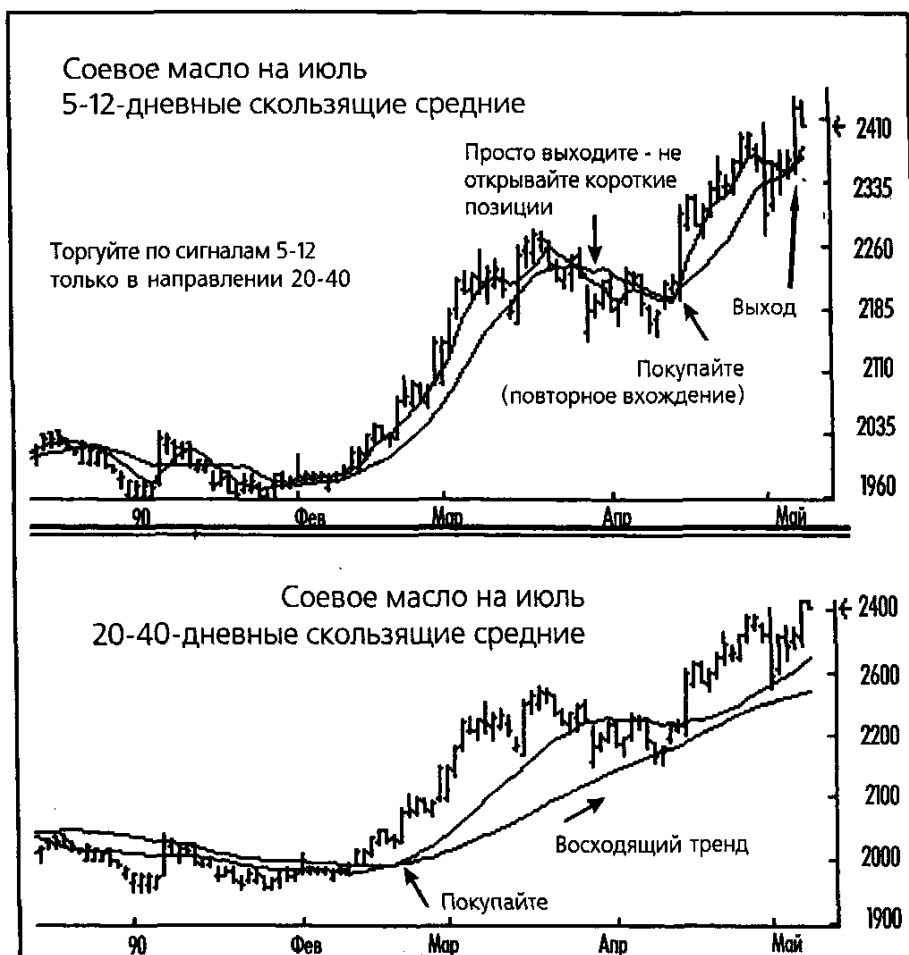 Соевое масло на июль
5-12-дневные скользящие средние
Просто выходите - не
открывайте короткие
позиции
Торгуйте по сигналам 5-12
только в направлении 20-40
Выход
Покупайте
(повторное вхождение)
2410
2335
2260
2185
2110
2035
1960
90 Фев Мар Апр Май
Соевое масло на июль
20-40-дневные скользящие средние
Восходящий тренд
Покупайте
2400
2600
2200
2100
2000
1900
90 Фев Мар Апр Май